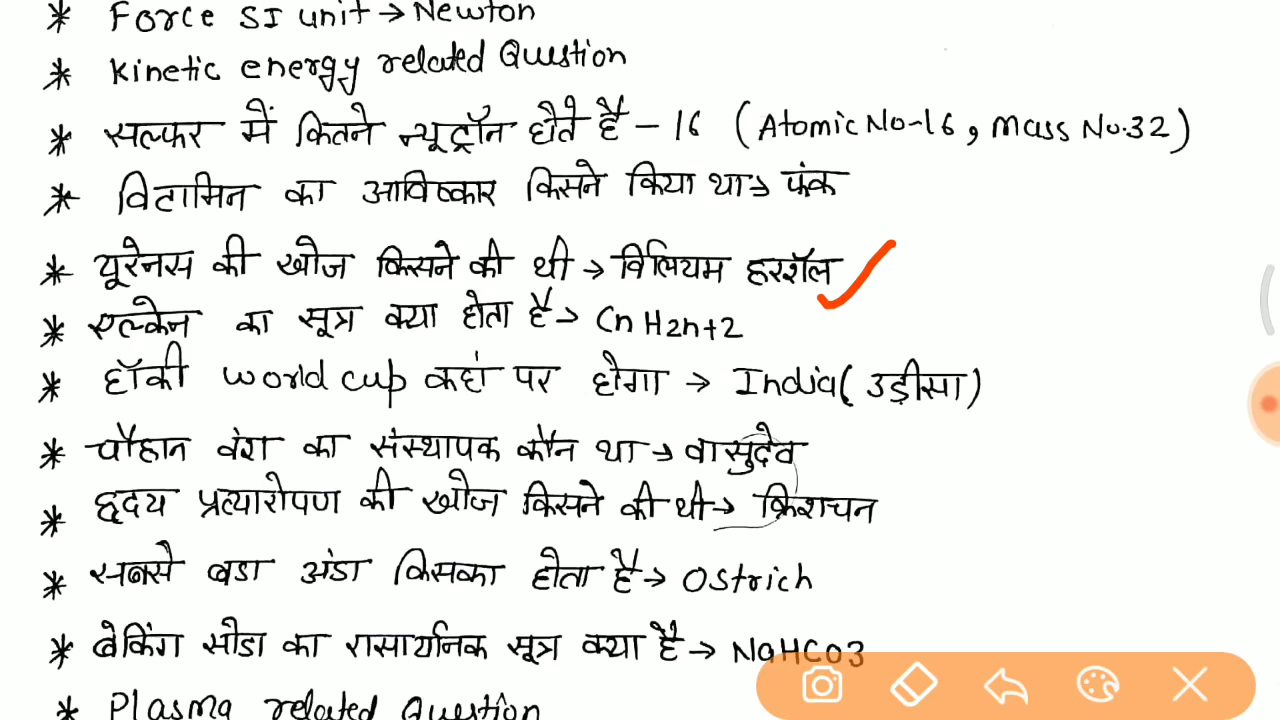 * Force SI unit → Newton
* Kinetic energy related Question
* सल्फर में कितने न्यूट्रॉन होते हैं - 16 (Atomic No-16, Mass No.32)
* विटामिन का आविष्कार किसने किया था → फंक
* यूरेनस की खोज किसने की थी → विलियम हरशॅल
* एल्केन का सूत्र क्या होता है → CnH2n+2
* हॉकी world cup कहां पर होगा → India (उड़ीसा)
* चौहान वंश का संस्थापक कौन था → वासुदेव
* हृदय प्रत्यारोपण की खोज किसने की थी → क्रिशचन
* सबसे बडा अंडा किसका होता है → Ostrich
* बेकिंग सोडा का रासायनिक सूत्र क्या है → NaHCO3
* Plasma related Question